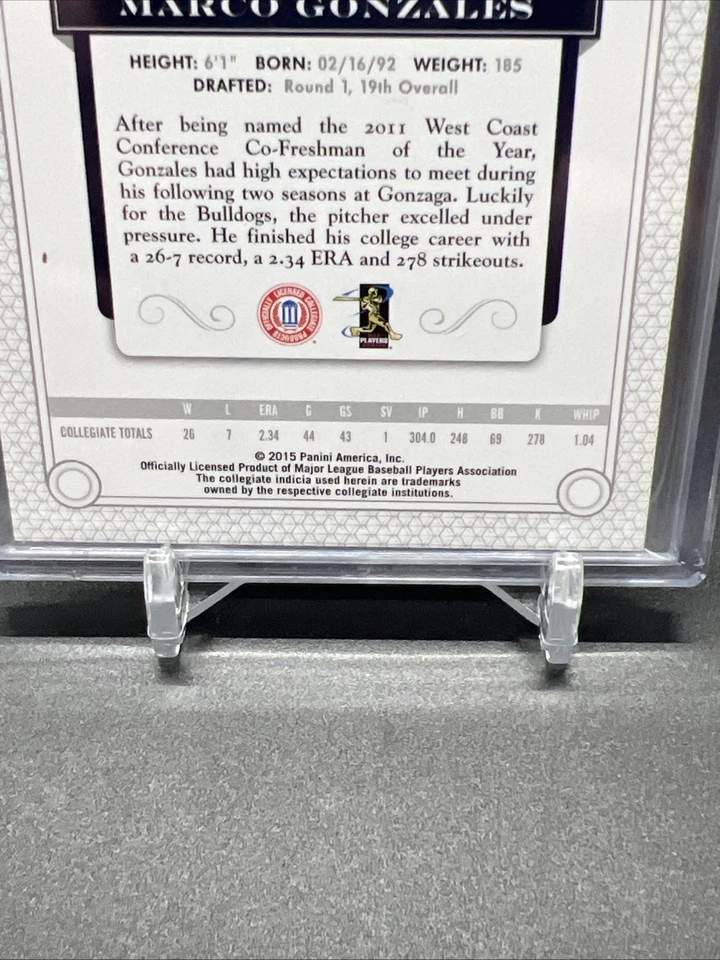 MARCO GONZALES
HEIGHT: 6'1" BORN: 02/16/92 WEIGHT: 185
DRAFTED: Round 1, 19th Overall
After being named the 2011 West Coast
Conference Co-Freshman of the Year,
Gonzales had high expectations to meet during
his following two seasons at Gonzaga. Luckily
for the Bulldogs, the pitcher excelled under
pressure. He finished his college career with
a 26-7 record, a 2.34 ERA and 278 strikeouts.
OFFICIALLY LICENSED COLLEGIATE PRODUCTS
PLAYERS
W L ERA G GS SV IP H BB K WHIP
COLLEGIATE TOTALS 26 7 2.34 44 43 1 304.0 248 69 278 1.04
© 2015 Panini America, Inc.
Officially Licensed Product of Major League Baseball Players Association
The collegiate indicia used herein are trademarks
owned by the respective collegiate institutions.